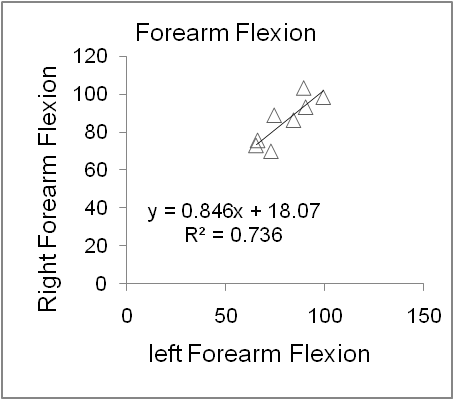 Forearm Flexion
120
100
80
60
40
20
0
Right Forearm Flexion
y = 0.846x + 18.07
R² = 0.736
0 50 100 150
left Forearm Flexion